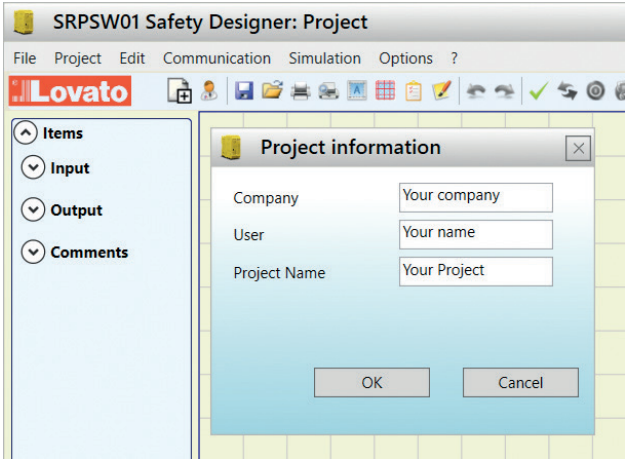 SRPSW01 Safety Designer: Project
File Project Edit Communication Simulation Options ?
Lovato
Items
Input
Output
Comments
Project information
Company Your company
User Your name
Project Name Your Project
OK Cancel